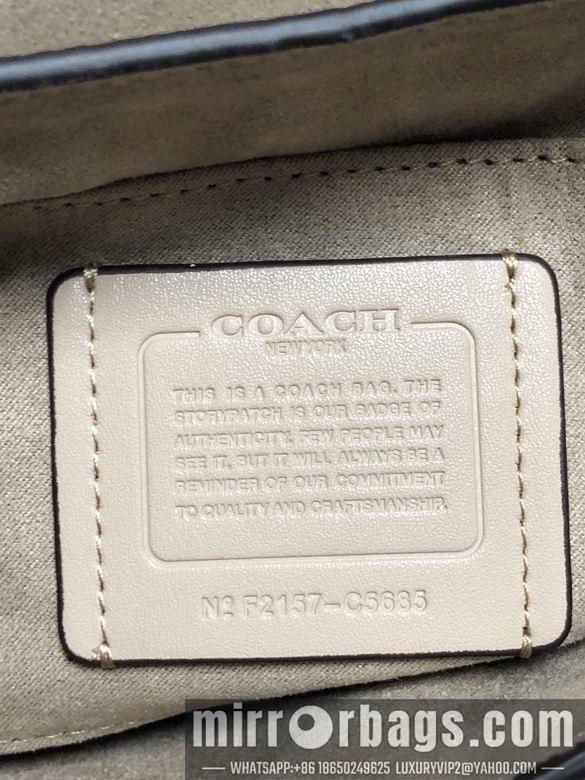 COACH
NEW YORK
THIS IS A COACH BAG. THE
STORYPATCH IS OUR BADGE OF
AUTHENTICITY. FEW PEOPLE MAY
SEE IT, BUT IT WILL ALWAYS BE A
REMINDER OF OUR COMMITMENT
TO QUALITY AND CRAFTSMANSHIP.
Nº F2157-C5685
mirrorbags.com
WHATSAPP:+86 18650249625 LUXURYVIP2@YAHOO.COM